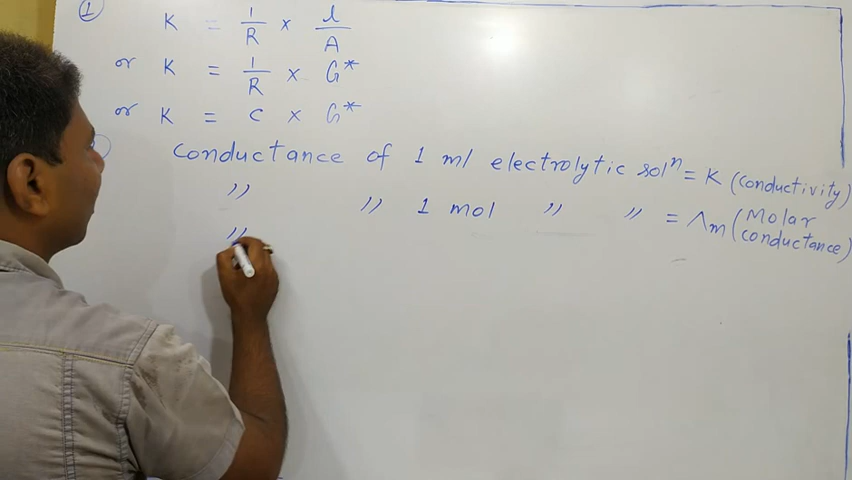 ① K = 1/R × l/A
or K = 1/R × G*
or K = C × G*
Conductance of 1 ml electrolytic solⁿ = K (conductivity)
〃 〃 1 mol 〃 〃 = Λm (Molar conductance)
〃